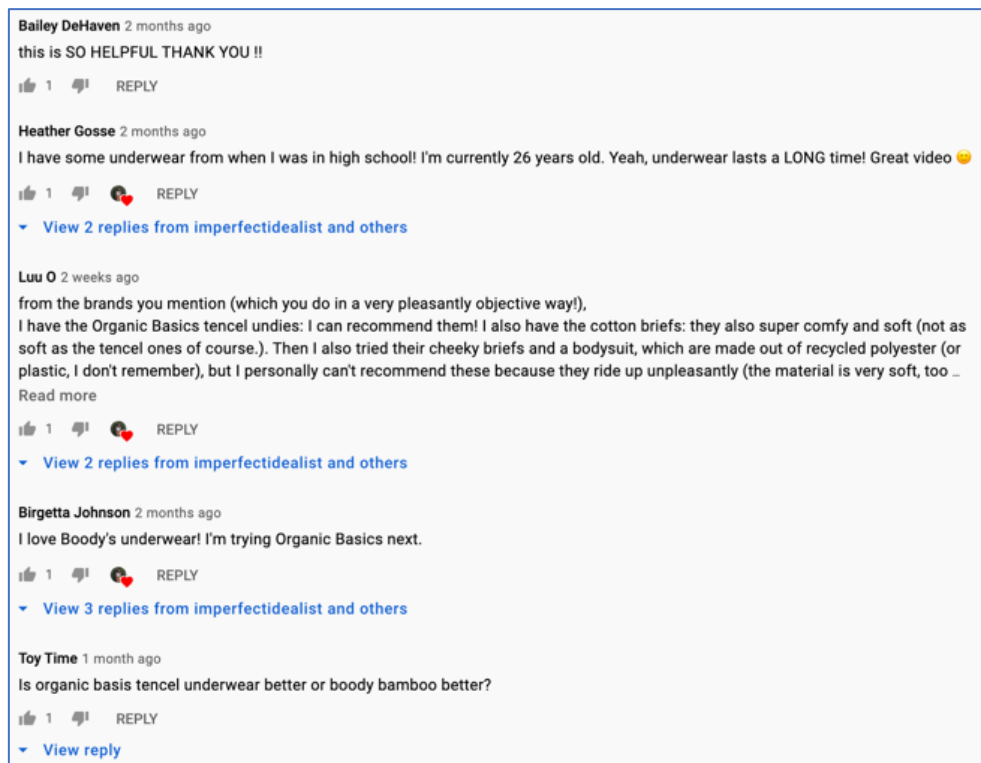 Bailey DeHaven 2 months ago
this is SO HELPFUL THANK YOU !!
1 REPLY
Heather Gosse 2 months ago
I have some underwear from when I was in high school! I'm currently 26 years old. Yeah, underwear lasts a LONG time! Great video 🙂
1 REPLY
View 2 replies from imperfectidealist and others
Luu O 2 weeks ago
from the brands you mention (which you do in a very pleasantly objective way!),
I have the Organic Basics tencel undies: I can recommend them! I also have the cotton briefs: they also super comfy and soft (not as
soft as the tencel ones of course.). Then I also tried their cheeky briefs and a bodysuit, which are made out of recycled polyester (or
plastic, I don't remember), but I personally can't recommend these because they ride up unpleasantly (the material is very soft, too ...
Read more
1 REPLY
View 2 replies from imperfectidealist and others
Birgetta Johnson 2 months ago
I love Boody's underwear! I'm trying Organic Basics next.
1 REPLY
View 3 replies from imperfectidealist and others
Toy Time 1 month ago
Is organic basis tencel underwear better or boody bamboo better?
1 REPLY
View reply